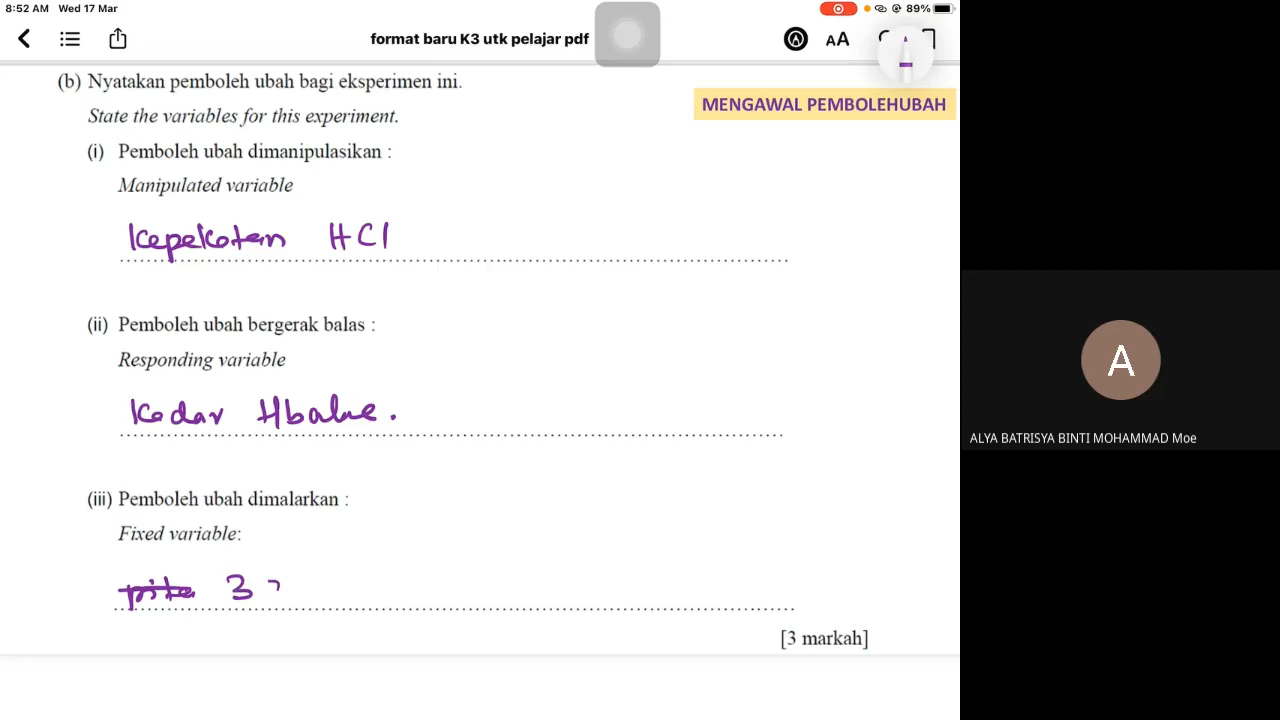 8:52 AM Wed 17 Mar
89%
format baru K3 utk pelajar pdf
AA
(b) Nyatakan pemboleh ubah bagi eksperimen ini.
MENGAWAL PEMBOLEHUBAH
State the variables for this experiment.
(i) Pemboleh ubah dimanipulasikan :
Manipulated variable
Kepekatan HCl
(ii) Pemboleh ubah bergerak balas :
Responding variable
Kadar
(iii) Pemboleh ubah dimalarkan :
Fixed variable:
pita 3
[3 markah]
A
ALYA BATRISYA BINTI MOHAMMAD Moe